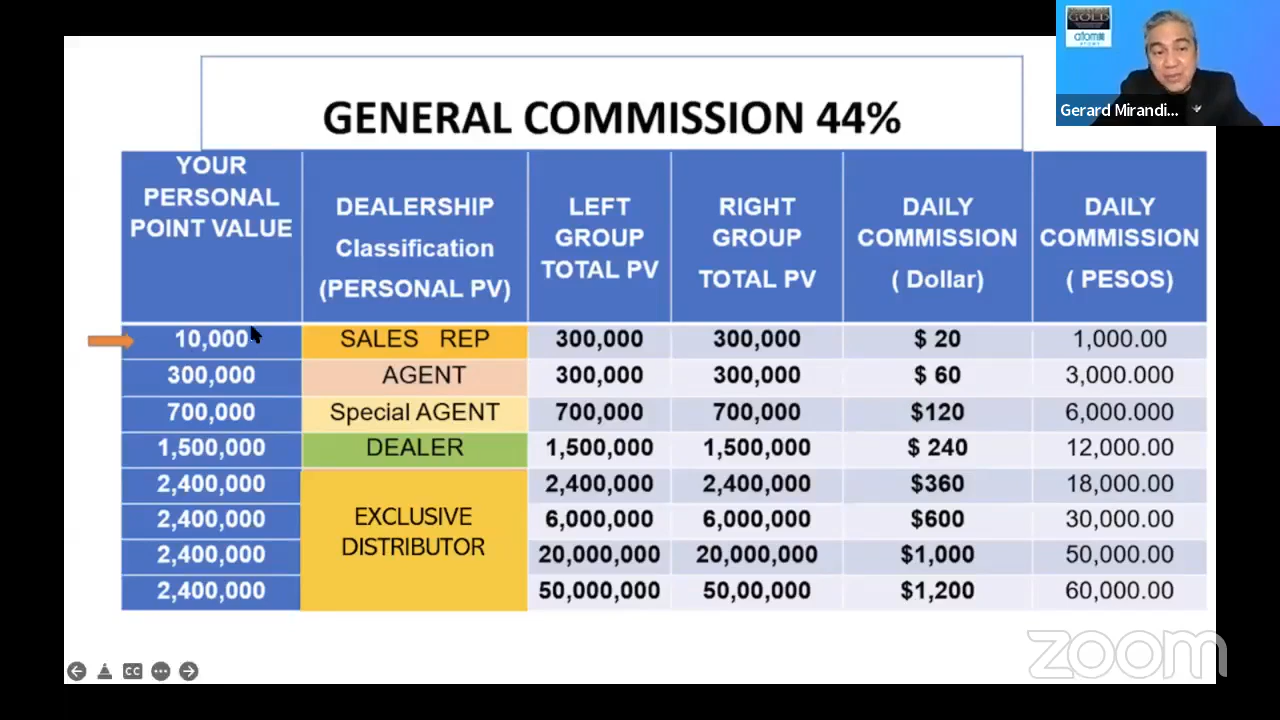 GOLD
atomii
Gerard Mirandi...
GENERAL COMMISSION 44%
YOUR PERSONAL POINT VALUE
DEALERSHIP Classification (PERSONAL PV)
LEFT GROUP TOTAL PV
RIGHT GROUP TOTAL PV
DAILY COMMISSION ( Dollar)
DAILY COMMISSION ( PESOS)
10,000 SALES REP 300,000 300,000 $ 20 1,000.00
300,000 AGENT 300,000 300,000 $ 60 3,000.000
700,000 Special AGENT 700,000 700,000 $120 6,000.000
1,500,000 DEALER 1,500,000 1,500,000 $ 240 12,000.00
2,400,000 EXCLUSIVE DISTRIBUTOR 2,400,000 2,400,000 $360 18,000.00
2,400,000 6,000,000 6,000,000 $600 30,000.00
2,400,000 20,000,000 20,000,000 $1,000 50,000.00
2,400,000 50,000,000 50,00,000 $1,200 60,000.00
CC
zoom